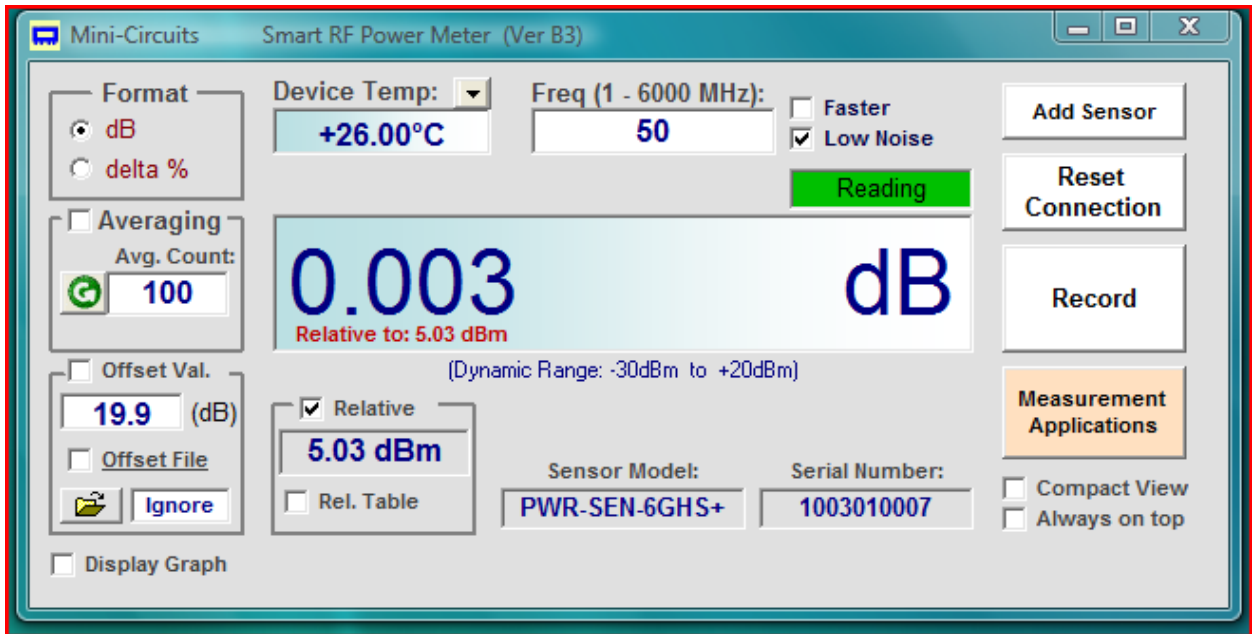 Mini-Circuits Smart RF Power Meter (Ver B3)
Format
dB
delta %
Device Temp:
+26.00°C
Freq (1 - 6000 MHz):
50
Faster
Low Noise
Reading
Add Sensor
Reset
Connection
Averaging
Avg. Count:
100
0.003 dB
Relative to: 5.03 dBm
(Dynamic Range: -30dBm to +20dBm)
Record
Offset Val.
19.9 (dB)
Offset File
Ignore
Relative
5.03 dBm
Rel. Table
Sensor Model:
PWR-SEN-6GHS+
Serial Number:
1003010007
Measurement
Applications
Compact View
Always on top
Display Graph